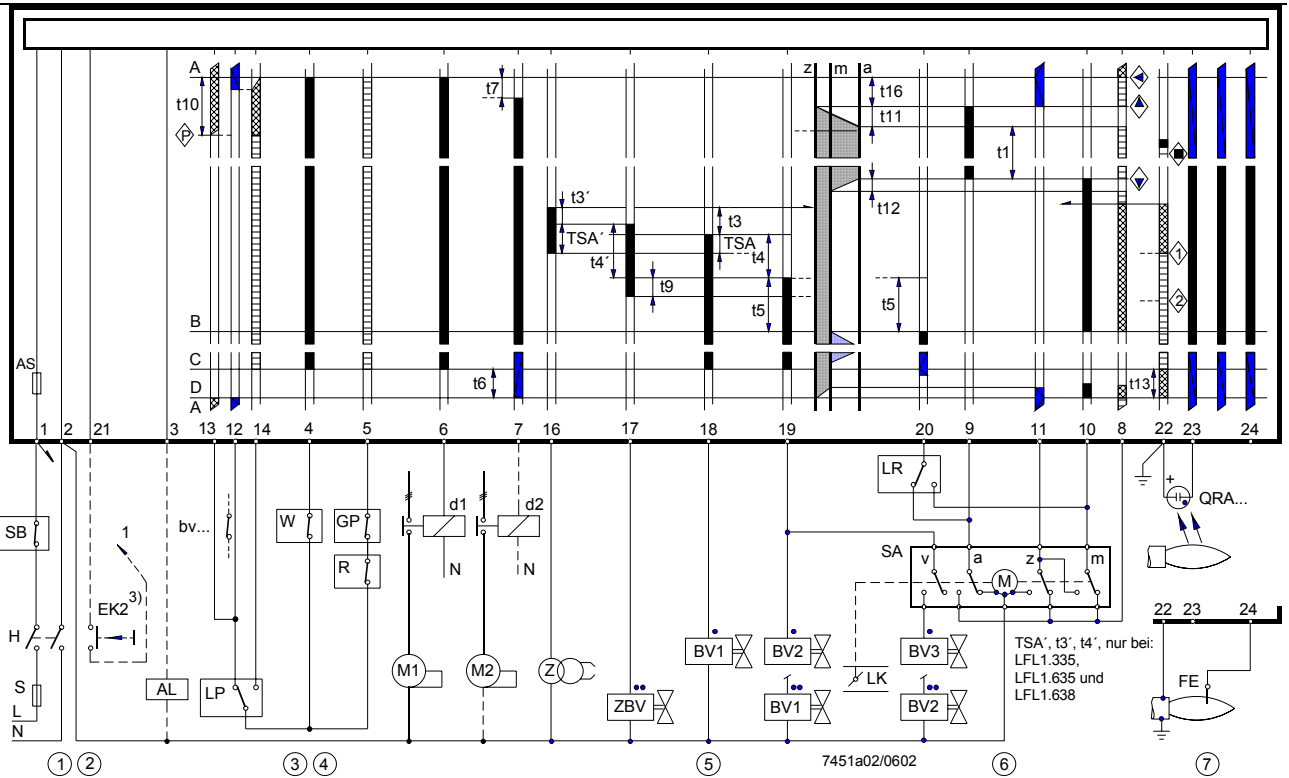 A
z
m
a
t7
t10
t16
t11
P
t1
t3´
t3
t12
TSA´
TSA
t4´
t4
1
t9
t5
t5
2
B
C
AS
D
t6
t13
A
1 2 21 3 13 12 14 4 5 6 7 16 17 18 19 20 9 11 10 8 22 23 24
LR
+
QRA...
SB
bv...
W
GP
d1
d2
1
R
N
N
SA
v a z m
M
EK2 3)
H
22 23 24
TSA´, t3´, t4´, nur bei:
LFL1.335,
LFL1.635 und
LFL1.638
BV1
BV2
BV3
M1
M2
Z
LK
FE
S
AL
LP
L
ZBV
BV1
BV2
N
7451a02/0602
1 2 3 4 5 6 7